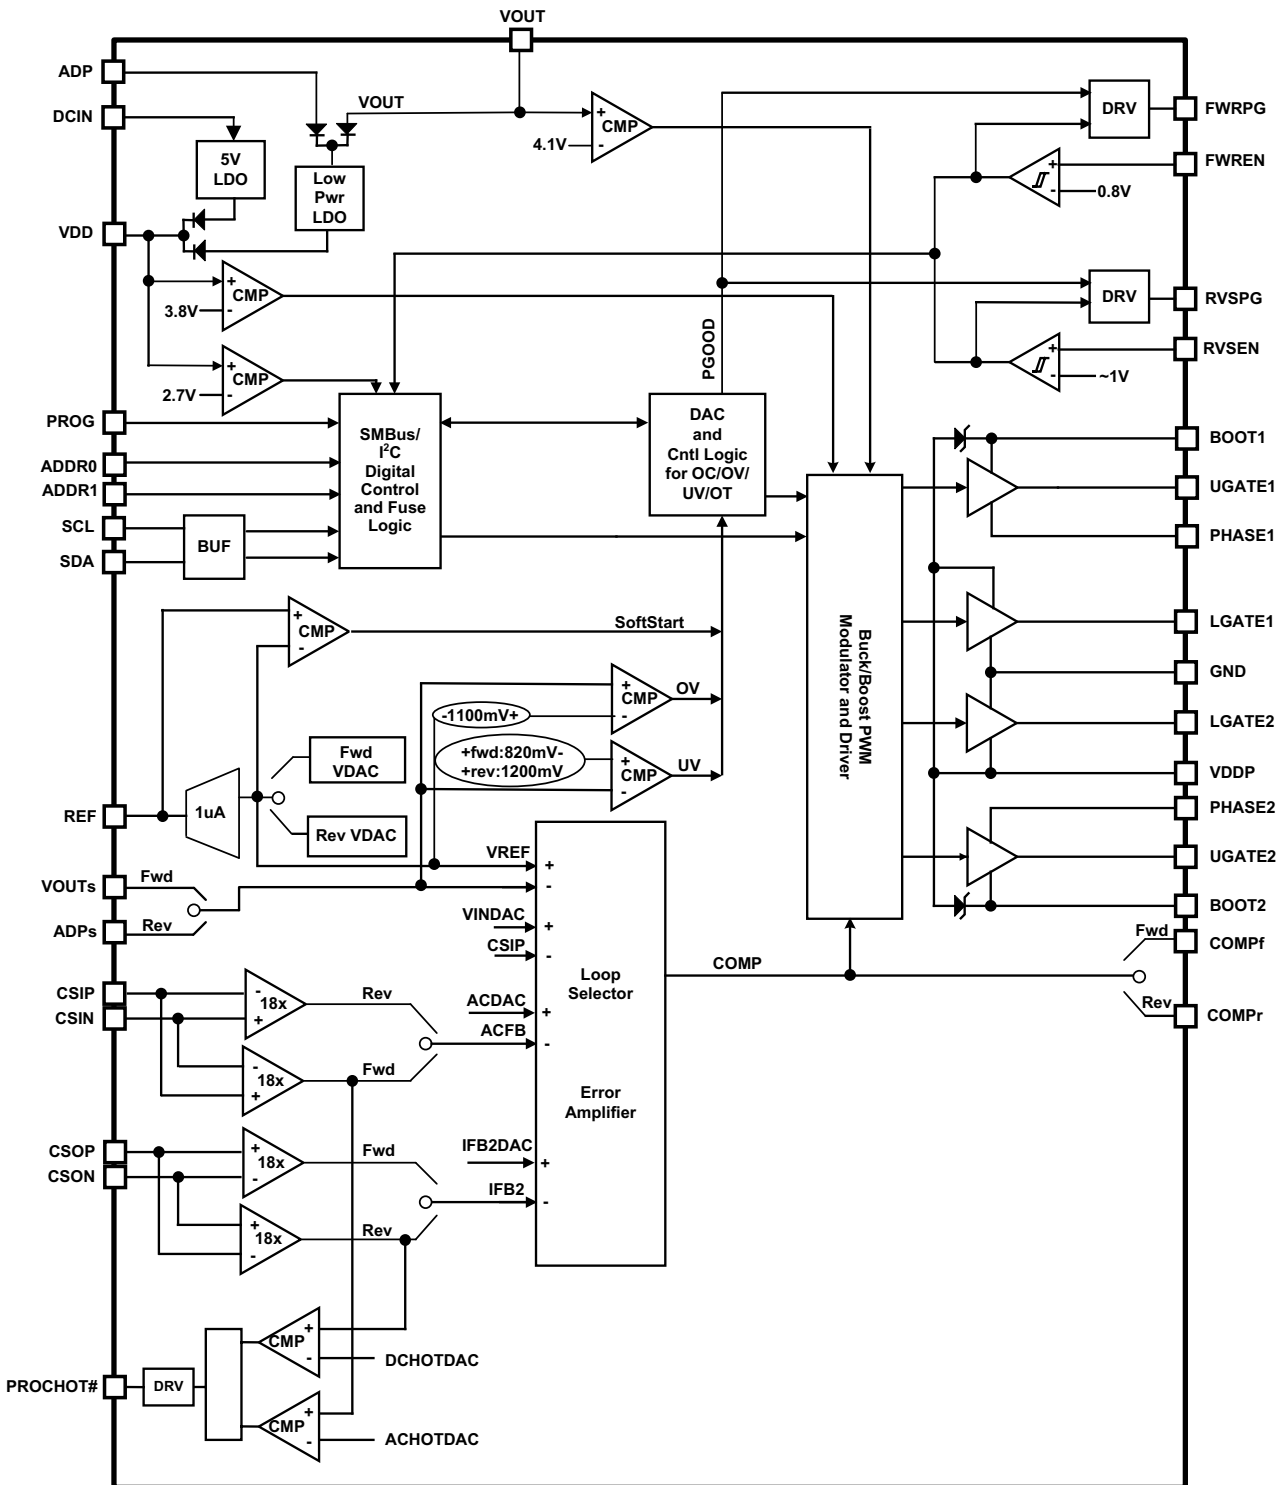 VOUT
ADP
DCIN
VOUT
+
CMP
4.1V
-
DRV
FWRPG
5V
LDO
Low
Pwr
LDO
FWREN
+
-
0.8V
VDD
+
CMP
3.8V
-
DRV
RVSPG
PGOOD
RVSEN
+
-
~1V
+
CMP
2.7V
-
PROG
ADDR0
ADDR1
SCL
SDA
BUF
SMBus/
I²C
Digital
Control
and Fuse
Logic
DAC
and
Cntl Logic
for OC/OV/
UV/OT
Buck/Boost PWM
Modulator and Driver
BOOT1
UGATE1
PHASE1
LGATE1
GND
LGATE2
VDDP
PHASE2
UGATE2
BOOT2
+
CMP
-
SoftStart
+
CMP
-
OV
-1100mV+
+fwd:820mV-
+rev:1200mV
+
CMP
-
UV
Fwd
VDAC
REF
1uA
Rev VDAC
VREF
+
VOUTs
Fwd
-
ADPs
Rev
VINDAC
+
CSIP
-
Loop
Selector
COMP
Fwd
COMPf
Rev
COMPr
CSIP
CSIN
-
18x
+
Rev
ACDAC
+
ACFB
-
-
18x
+
Fwd
Error
Amplifier
CSOP
CSON
+
18x
-
Fwd
IFB2DAC
+
IFB2
-
+
18x
-
Rev
CMP
+
-
DCHOTDAC
PROCHOT#
DRV
CMP
+
-
ACHOTDAC